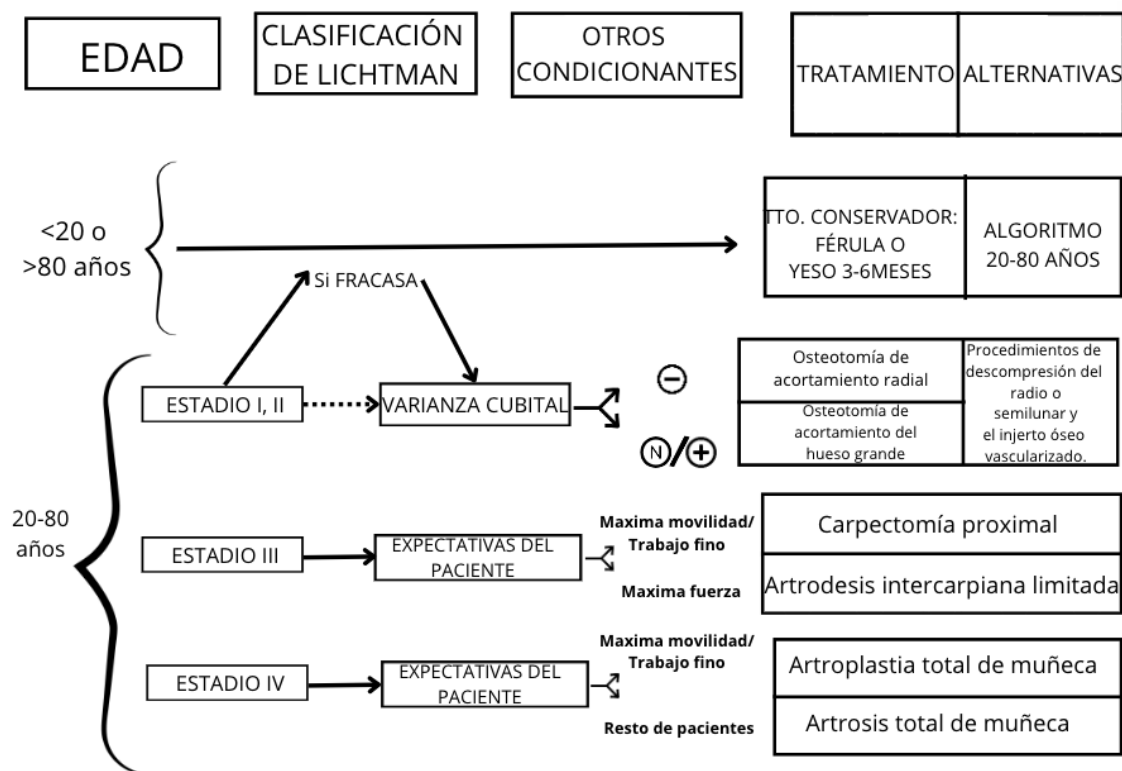 EDAD
CLASIFICACIÓN
DE LICHTMAN
OTROS
CONDICIONANTES
TRATAMIENTO
ALTERNATIVAS
<20 o
>80 años
TTO. CONSERVADOR:
FÉRULA O
YESO 3-6MESES
ALGORITMO
20-80 AÑOS
Si FRACASA
20-80
años
ESTADIO I, II
VARIANZA CUBITAL
−
N/+
Osteotomía de
acortamiento radial
Osteotomía de
acortamiento del
hueso grande
Procedimientos de
descompresión del
radio o
semilunar y
el injerto óseo
vascularizado.
ESTADIO III
EXPECTATIVAS DEL
PACIENTE
Maxima movilidad/
Trabajo fino
Maxima fuerza
Carpectomía proximal
Artrodesis intercarpiana limitada
ESTADIO IV
EXPECTATIVAS DEL
PACIENTE
Maxima movilidad/
Trabajo fino
Resto de pacientes
Artroplastia total de muñeca
Artrosis total de muñeca